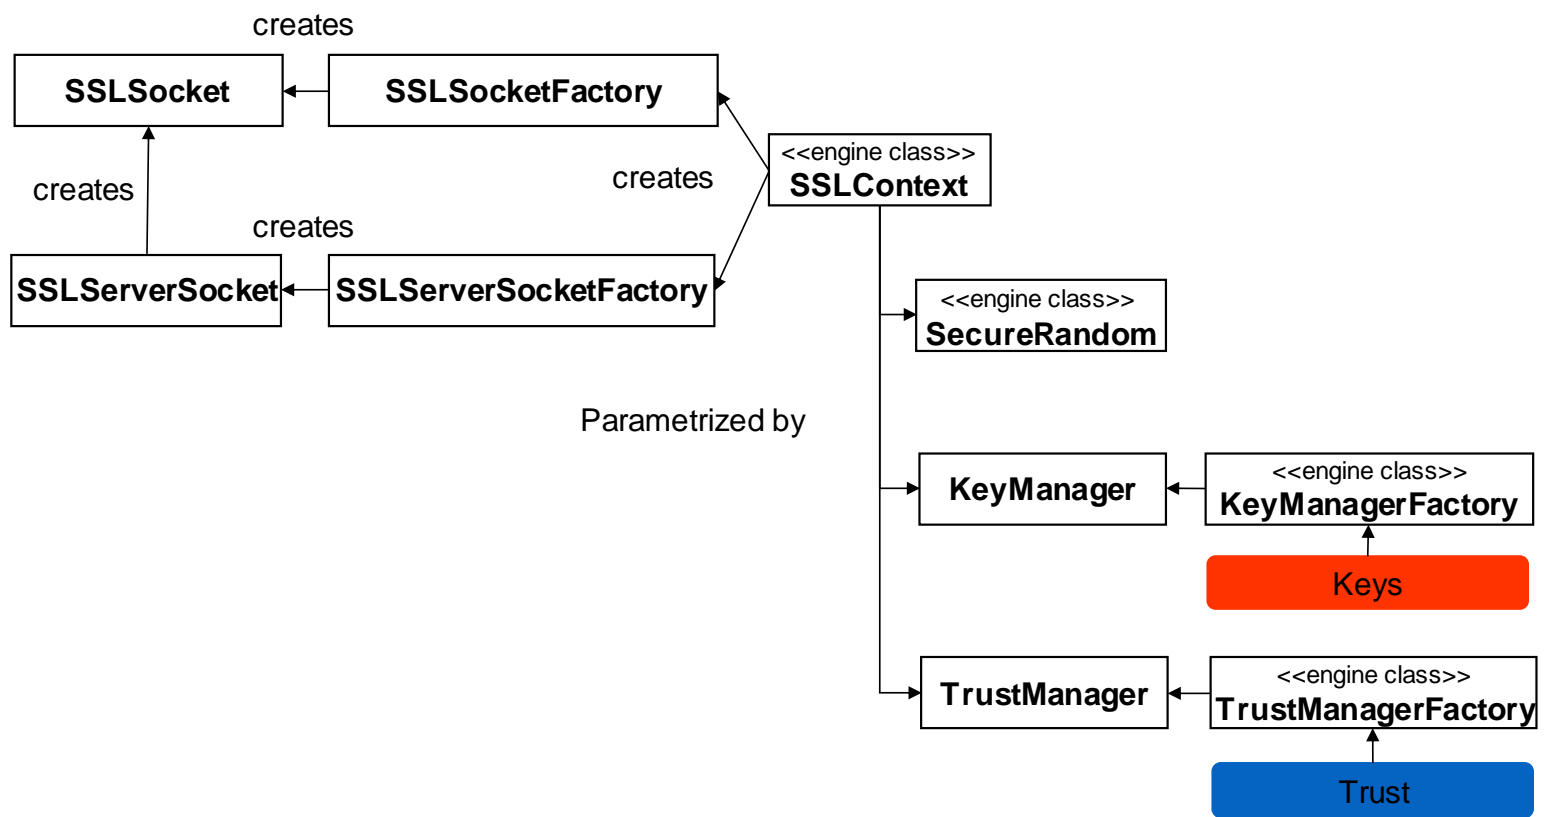 creates
SSLSocket
SSLSocketFactory
<<engine class>>
SSLContext
creates
creates
creates
SSLServerSocket
SSLServerSocketFactory
<<engine class>>
SecureRandom
Parametrized by
KeyManager
<<engine class>>
KeyManagerFactory
Keys
TrustManager
<<engine class>>
TrustManagerFactory
Trust